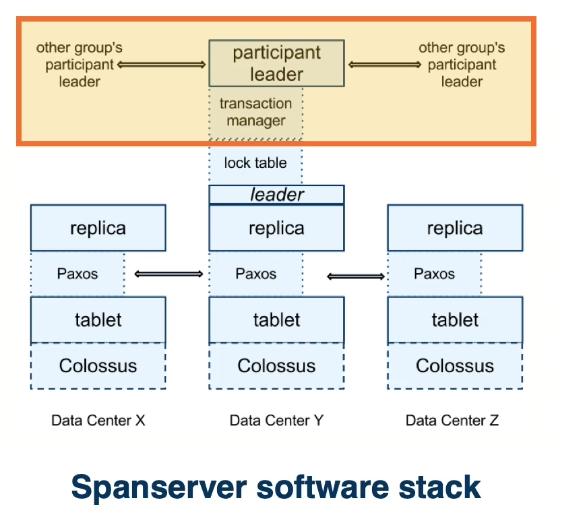 other group's
participant
leader
participant
leader
other group's
participant
leader
transaction
manager
lock table
leader
replica
replica
replica
Paxos
Paxos
Paxos
tablet
tablet
tablet
Colossus
Colossus
Colossus
Data Center X
Data Center Y
Data Center Z
Spanserver software stack